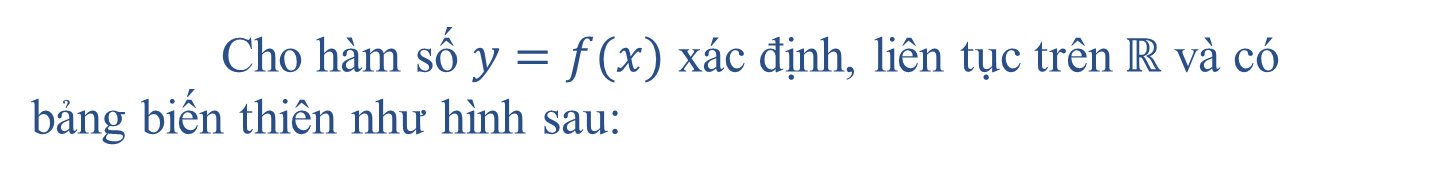 Cho hàm số y = f(x) xác định, liên tục trên ℝ và có
bảng biến thiên như hình sau: